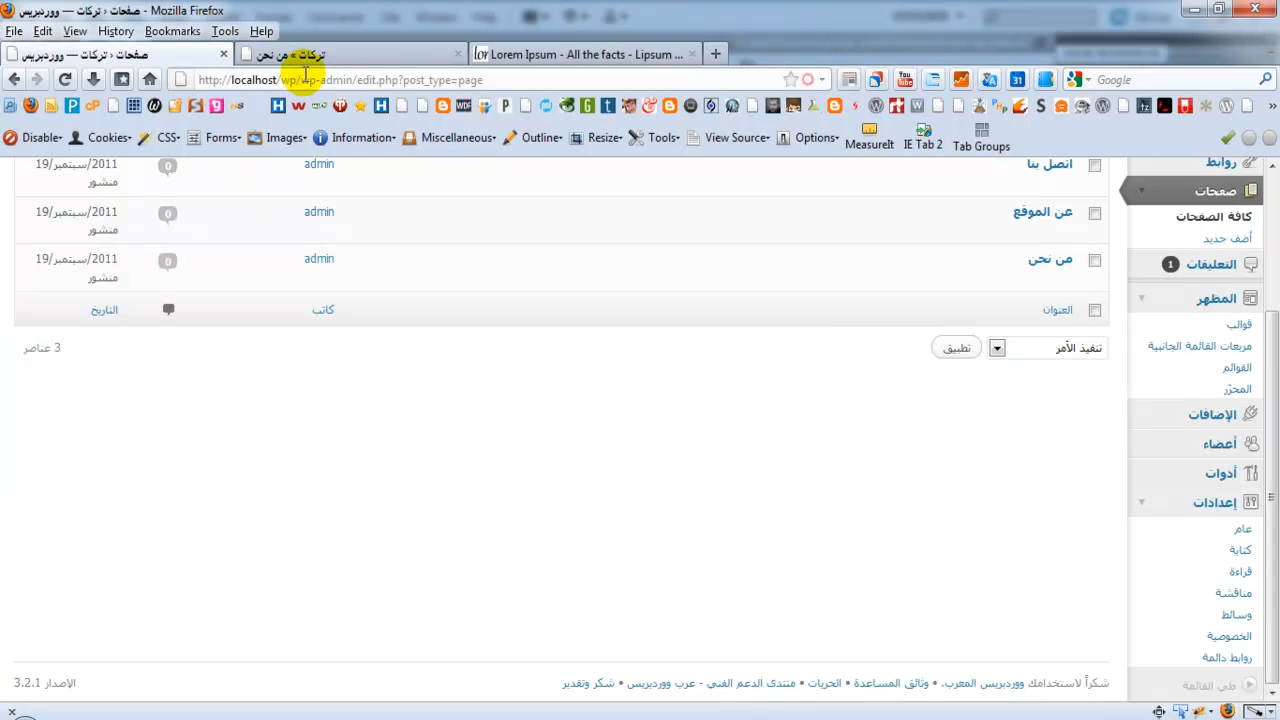 صفحات ‹ تركات — ووردبريس - Mozilla Firefox
File Edit View History Bookmarks Tools Help
صفحات ‹ تركات — ووردبريس
تركات » من نحن
Lorem Ipsum - All the facts - Lipsum ...
http://localhost/wp/wp-admin/edit.php?post_type=page
Google
Disable CSS Cookies Forms Images Information Miscellaneous Outline Resize Tools View Source Options MeasureIt IE Tab 2 Tab Groups
اتصل بنا admin 0 19/سبتمبر/2011
منشور
عن الموقع admin 0 19/سبتمبر/2011
منشور
من نحن admin 0 19/سبتمبر/2011
منشور
العنوان كاتب التاريخ
تنفيذ الأمر تطبيق 3 عناصر
روابط
صفحات
كافة الصفحات
أضف جديد
التعليقات 1
المظهر
قوالب
مربعات القائمة الجانبية
القوائم
المحرّر
الإضافات
أعضاء
أدوات
إعدادات
عام
كتابة
قراءة
مناقشة
وسائط
الخصوصية
روابط دائمة
طي القائمة
شكراً لاستخدامك ووردبريس المعرب. • وثائق المساعدة • الحريات • منتدى الدعم الفني - عرب ووردبريس • شكر وتقدير
الإصدار 3.2.1